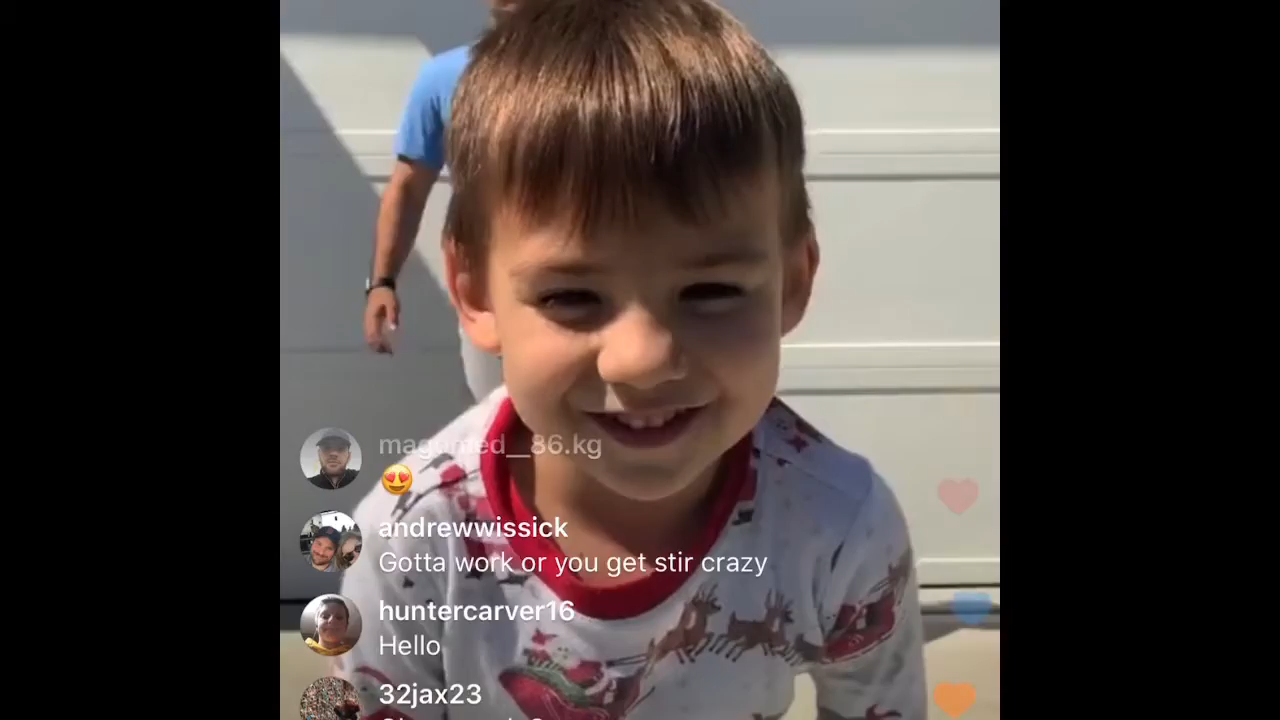 😍
andrewwissick
Gotta work or you get stir crazy
huntercarver16
Hello
32jax23